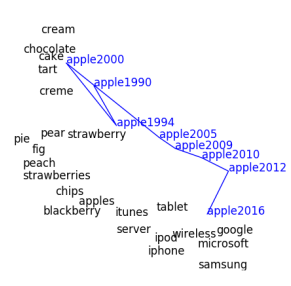 cream
chocolate
cake
apple2000
tart
apple1990
creme
apple1994
pear
strawberry
apple2005
pie
fig
apple2009
apple2010
peach
apple2012
strawberries
chips
apples
blackberry
itunes
tablet
apple2016
server
wireless
google
ipod
microsoft
iphone
samsung